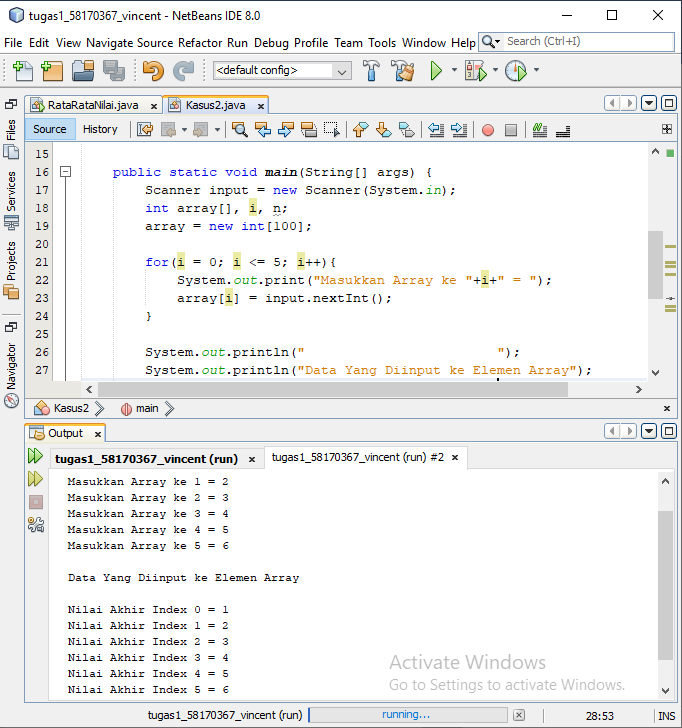 tugas1_58170367_vincent - NetBeans IDE 8.0
File Edit View Navigate Source Refactor Run Debug Profile Team Tools Window Help
Search (Ctrl+I)
<default config>
RataRataNilai.java x Kasus2.java x
Source History
Files
Services
Projects
Navigator
15
16 public static void main(String[] args) {
17 Scanner input = new Scanner(System.in);
18 int array[], i, n;
19 array = new int[100];
20
21 for(i = 0; i <= 5; i++){
22 System.out.print("Masukkan Array ke "+i+" = ");
23 array[i] = input.nextInt();
24 }
25
26 System.out.println("                        ");
27 System.out.println("Data Yang Diinput ke Elemen Array");
Kasus2 main
Output x
tugas1_58170367_vincent (run) x tugas1_58170367_vincent (run) #2 x
Masukkan Array ke 1 = 2
Masukkan Array ke 2 = 3
Masukkan Array ke 3 = 4
Masukkan Array ke 4 = 5
Masukkan Array ke 5 = 6
Data Yang Diinput ke Elemen Array
Nilai Akhir Index 0 = 1
Nilai Akhir Index 1 = 2
Nilai Akhir Index 2 = 3
Nilai Akhir Index 3 = 4
Nilai Akhir Index 4 = 5
Nilai Akhir Index 5 = 6
Activate Windows
Go to Settings to activate Windows.
tugas1_58170367_vincent (run) running... 28:53 INS